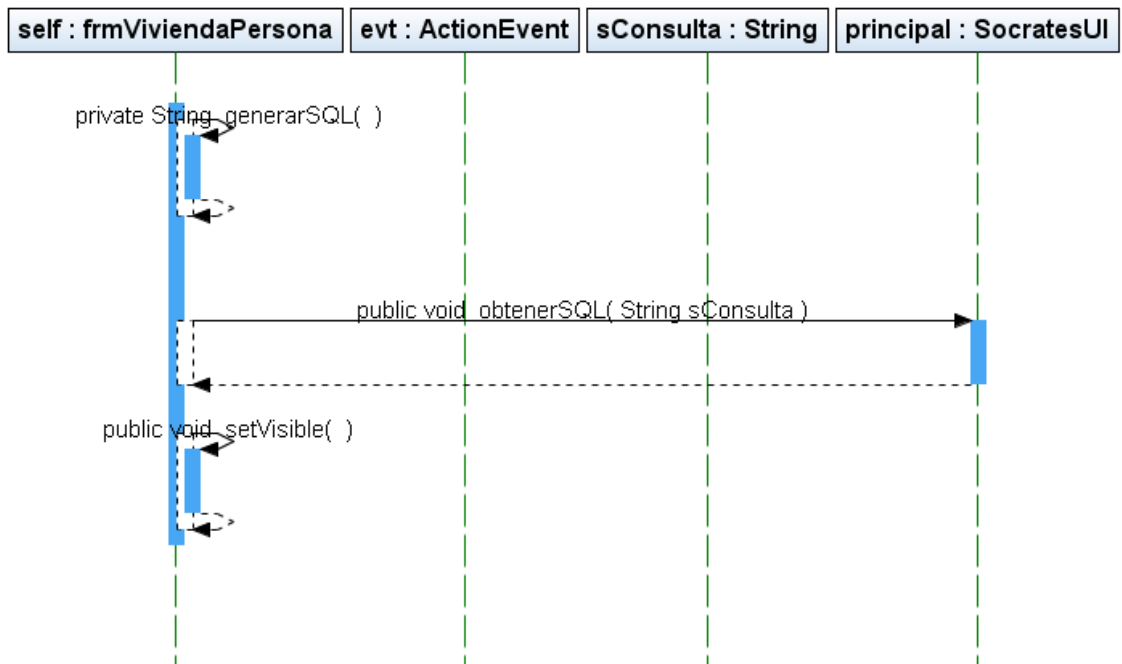 self : frmViviendaPersona
evt : ActionEvent
sConsulta : String
principal : SocratesUI
private String generarSQL( )
public void obtenerSQL( String sConsulta )
public void setVisible( )